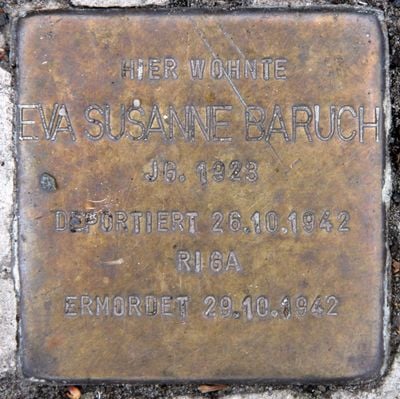 HIER WOHNTE
EVA SUSANNE BARUCH
JG. 1923
DEPORTIERT 26.10.1942
RIGA
ERMORDET 29.10.1942